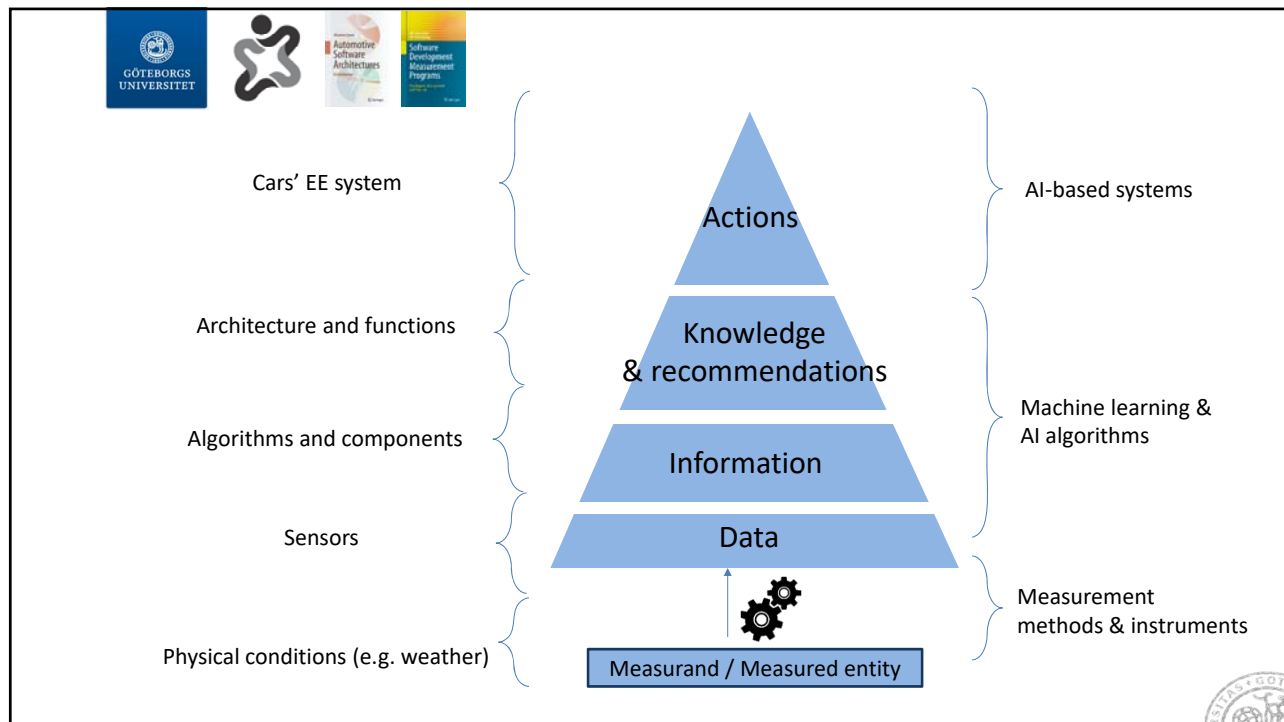 GÖTEBORGS
UNIVERSITET
Automotive
Software
Architectures
Software
Development
Measurement
Programs
Cars’ EE system
Actions
AI-based systems
Architecture and functions
Knowledge
& recommendations
Algorithms and components
Machine learning &
AI algorithms
Information
Sensors
Data
Measurement
methods & instruments
Physical conditions (e.g. weather)
Measurand / Measured entity